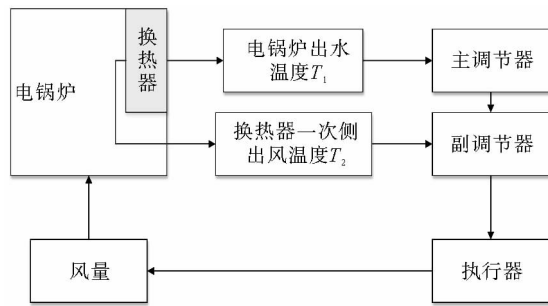 换
热
器
电锅炉
电锅炉出水
温度T₁
主调节器
换热器一次侧
出风温度T₂
副调节器
风量
执行器